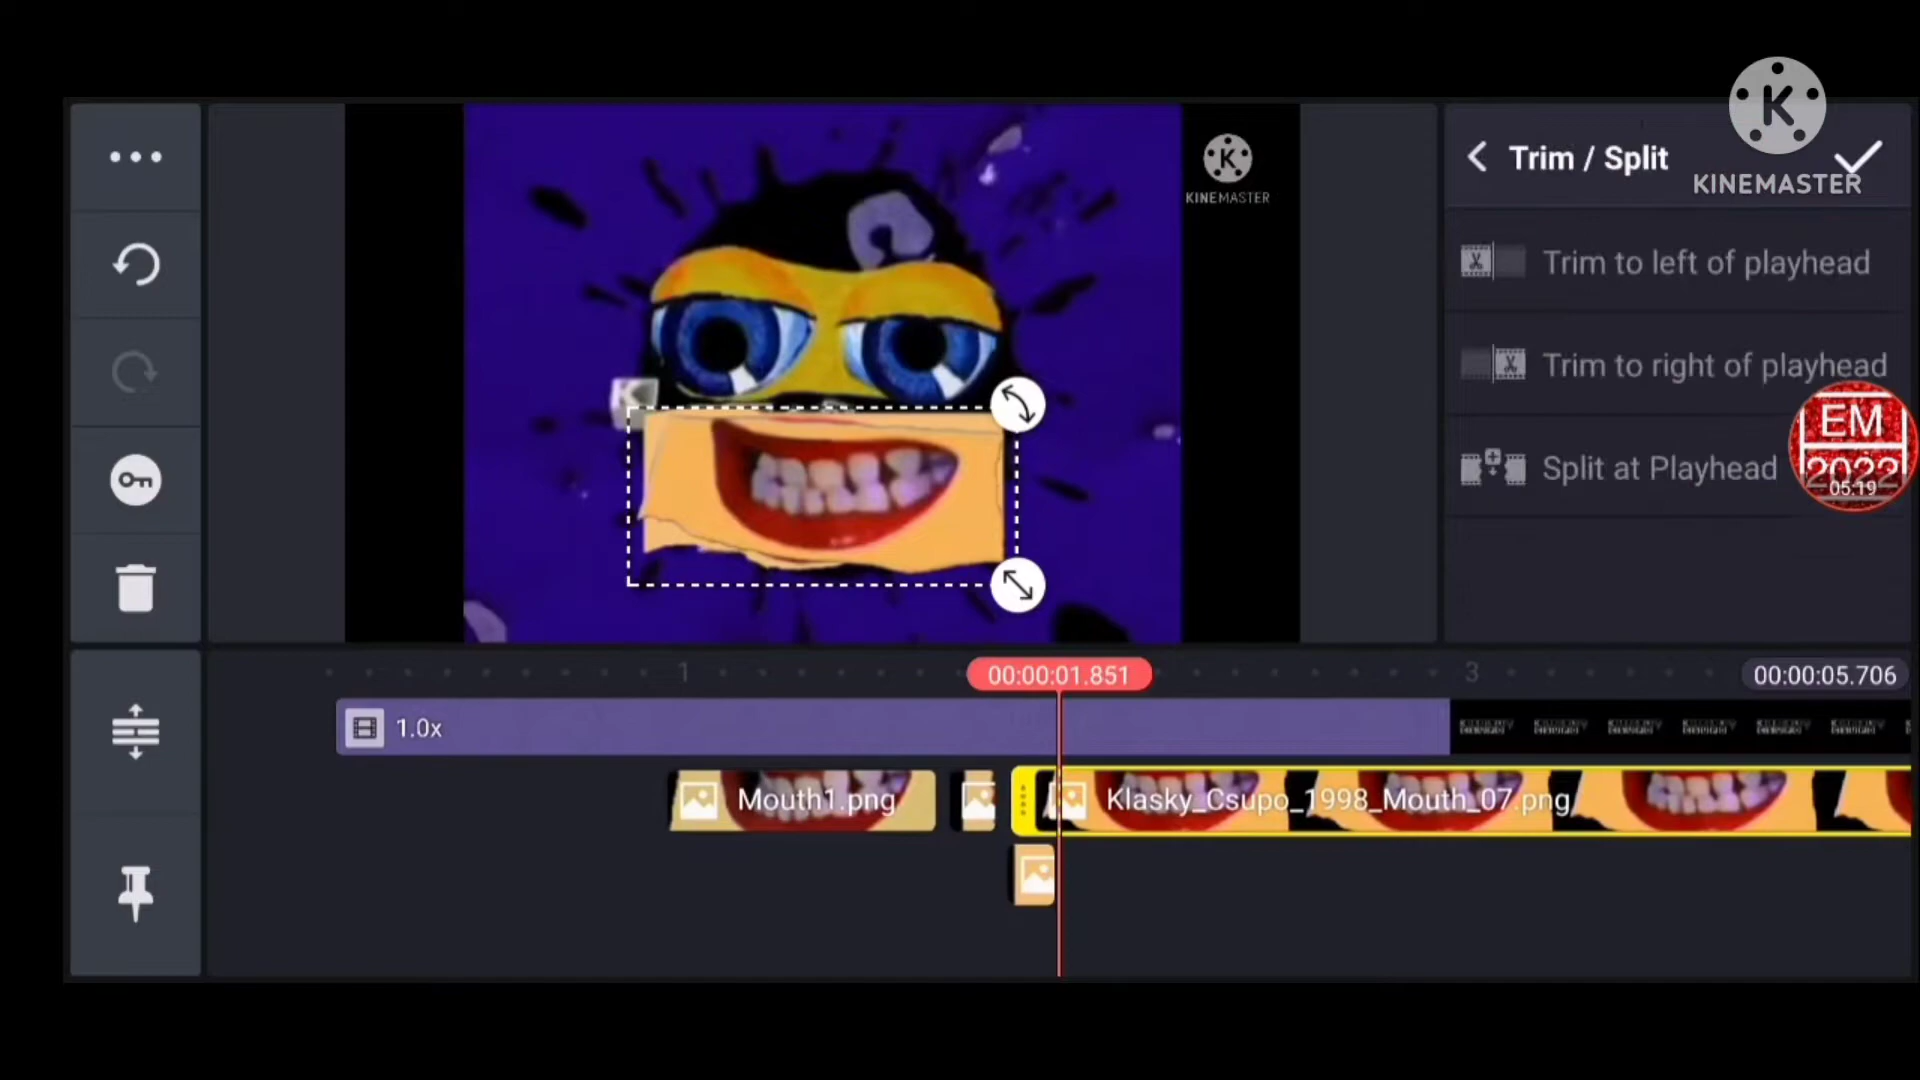 K
KINEMASTER
Trim / Split
K
KINEMASTER
Trim to left of playhead
Trim to right of playhead
K
EM
2022
05:19
Split at Playhead
1
00:00:01.851
3
00:00:05.706
1.0x
Mouth1.png
Klasky_Csupo_1998_Mouth_07.png